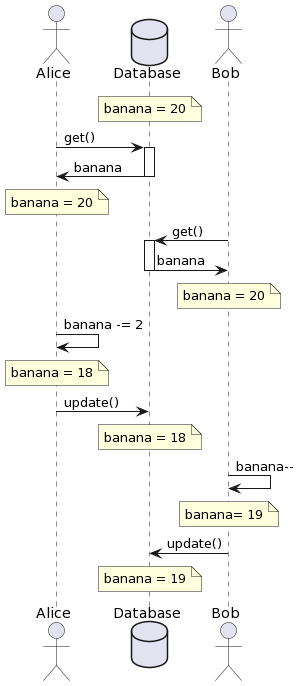 Alice Database Bob
banana = 20
get()
banana
banana = 20
get()
banana
banana = 20
banana -= 2
banana = 18
update()
banana = 18
banana--
banana= 19
update()
banana = 19
Alice Database Bob